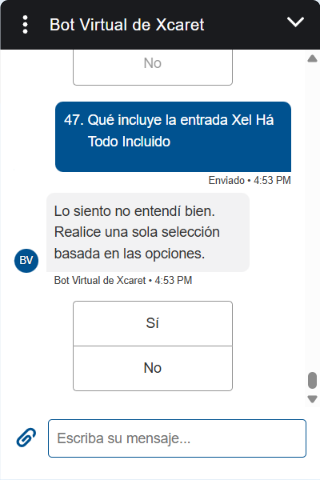 Bot Virtual de Xcaret
No
47. Qué incluye la entrada Xel Há
Todo Incluido
Enviado • 4:53 PM
Lo siento no entendí bien.
Realice una sola selección
basada en las opciones.
BV
Bot Virtual de Xcaret • 4:53 PM
Sí
No
Escriba su mensaje...